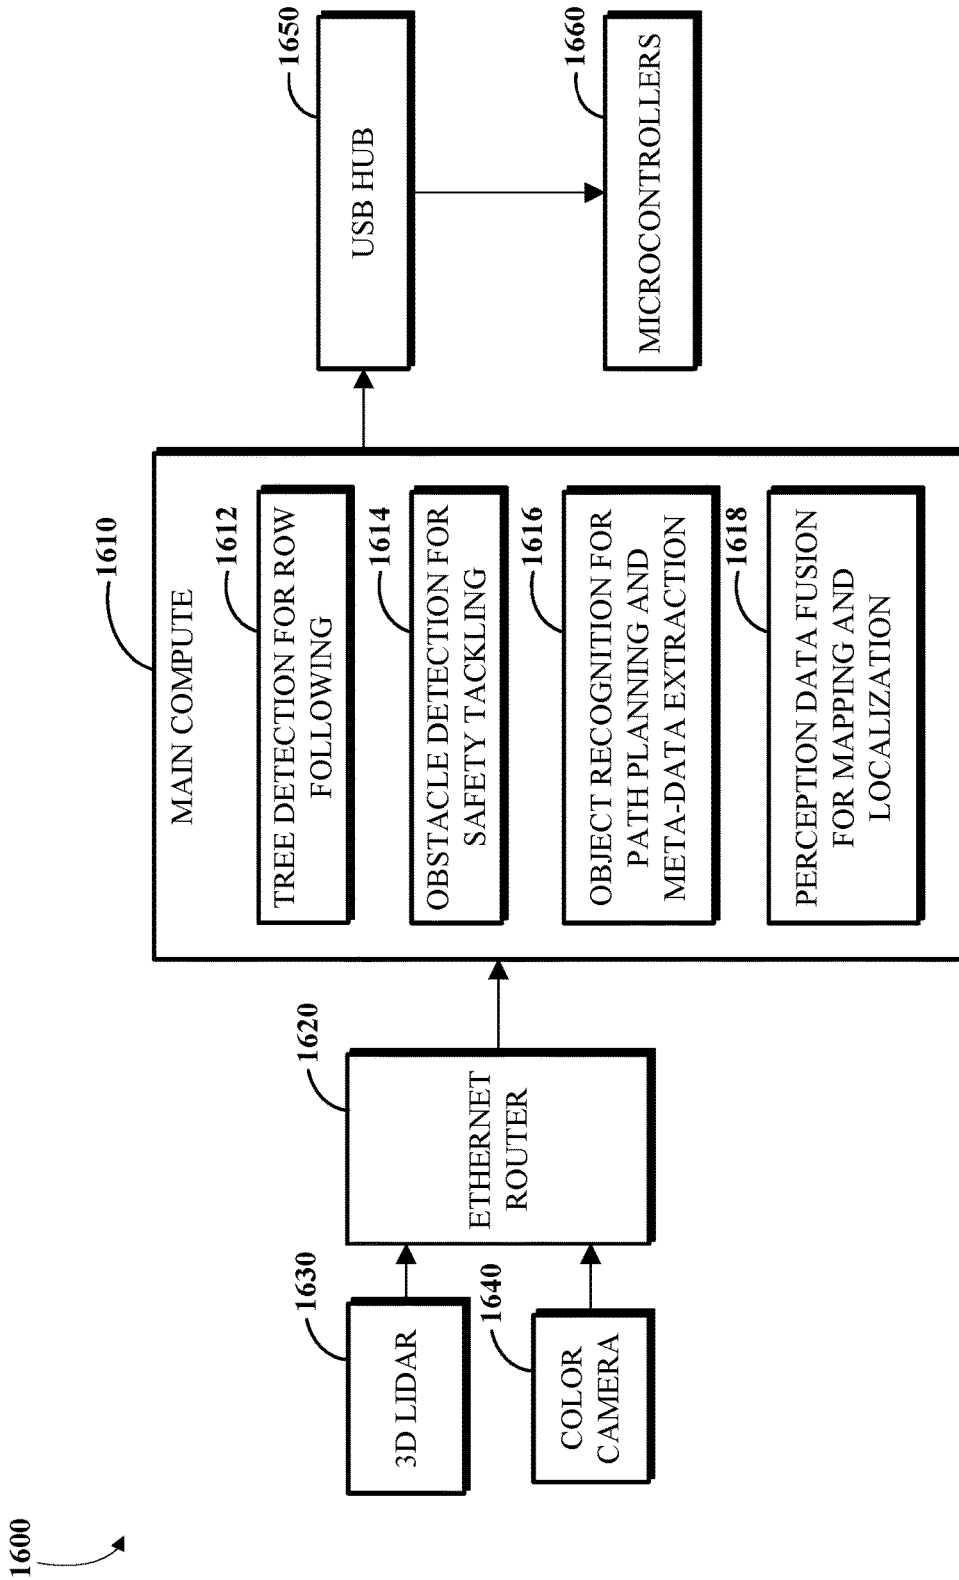 1600
1630
3D LIDAR
1640
COLOR
CAMERA
1620
ETHERNET
ROUTER
1610
MAIN COMPUTE
1612
TREE DETECTION FOR ROW
FOLLOWING
1614
OBSTACLE DETECTION FOR
SAFETY TACKLING
1616
OBJECT RECOGNITION FOR
PATH PLANNING AND
META-DATA EXTRACTION
1618
PERCEPTION DATA FUSION
FOR MAPPING AND
LOCALIZATION
1650
USB HUB
1660
MICROCONTROLLERS